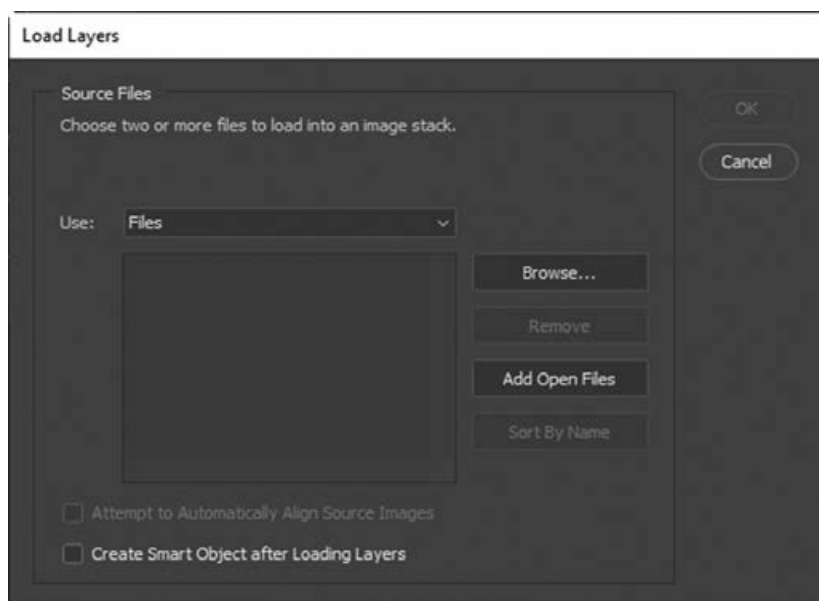 Load Layers
Source Files
Choose two or more files to load into an image stack.
OK
Cancel
Use: Files
Browse...
Remove
Add Open Files
Sort By Name
Attempt to Automatically Align Source Images
Create Smart Object after Loading Layers